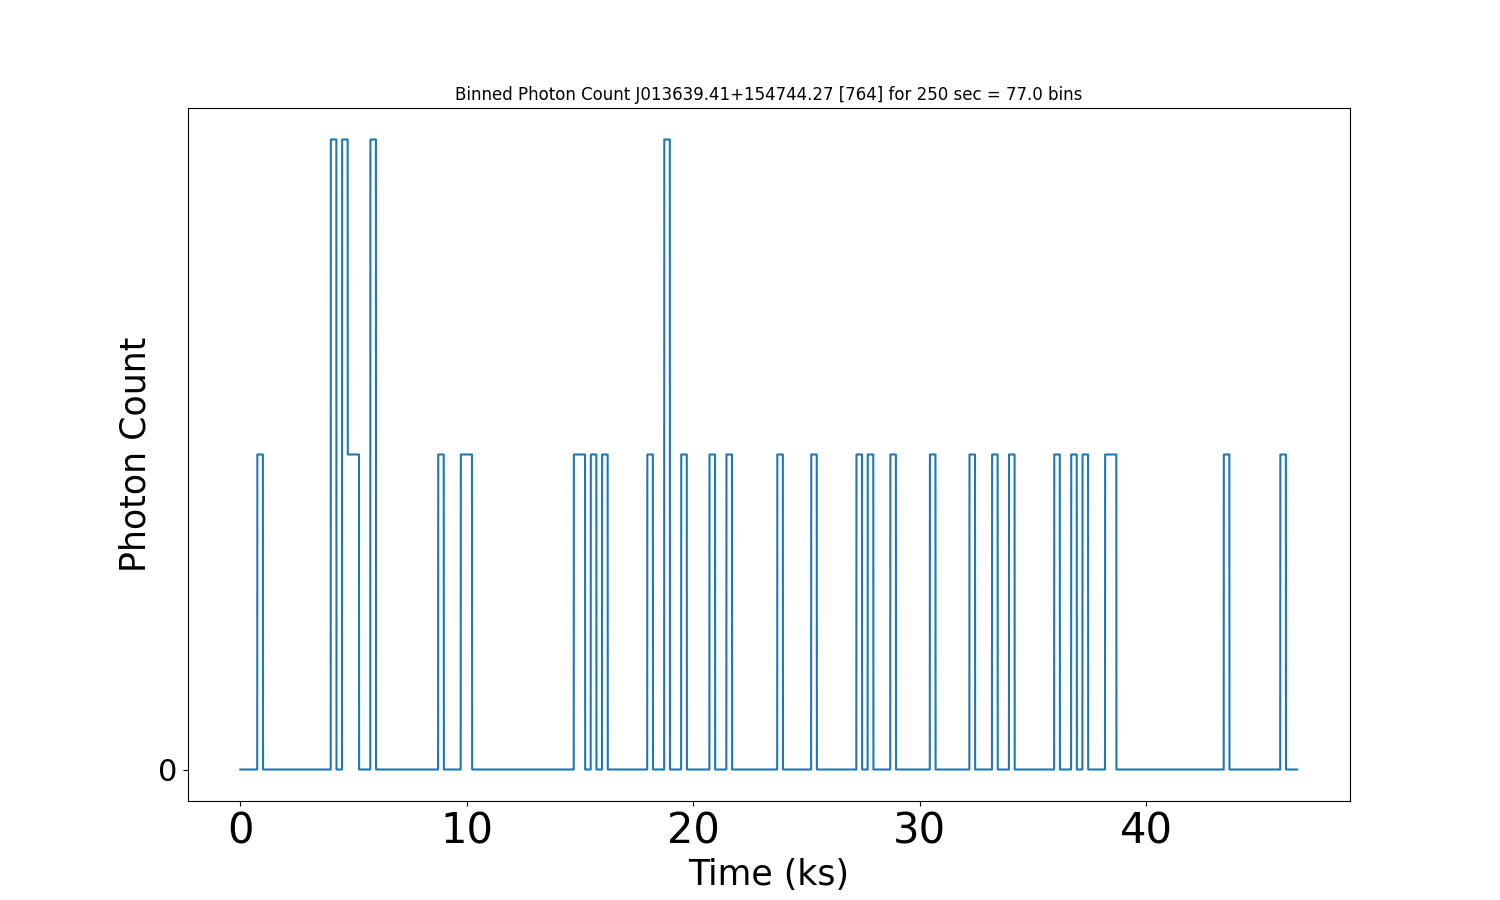 Binned Photon Count J013639.41+154744.27 [764] for 250 sec = 77.0 bins
Photon Count
0
0 10 20 30 40
Time (ks)